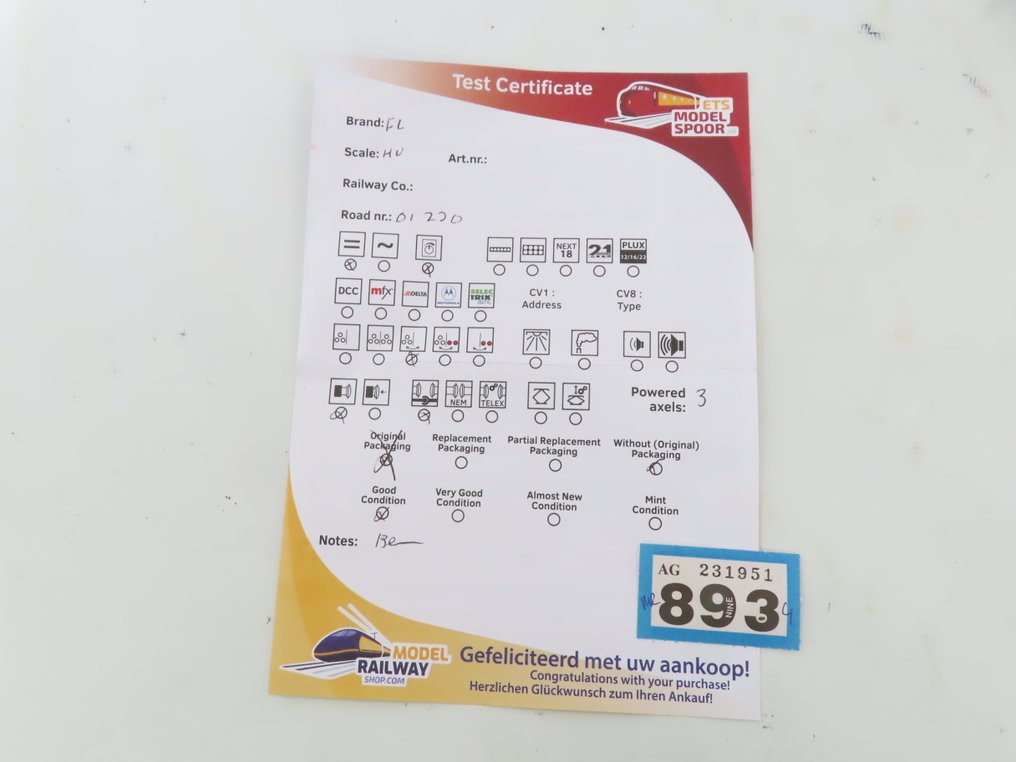 Test Certificate
ETS
MODEL
SPOOR.nl
Brand: FL
Scale: HO
Art.nr.:
Railway Co.:
Road nr.: 01 220
= ~
NEXT 18
21
PLUX 12/16/22
DCC mfx DELTA MOTOROLA SELECTRIX
CV1 : Address
CV8 : Type
NEM TELEX
Powered axels: 3
Original Packaging
Replacement Packaging
Partial Replacement Packaging
Without (Original) Packaging
Good Condition
Very Good Condition
Almost New Condition
Mint Condition
Notes:
AG 231951
893
NINE
MODEL
RAILWAY
SHOP.COM
Gefeliciteerd met uw aankoop!
Congratulations with your purchase!
Herzlichen Glückwunsch zum Ihren Ankauf!